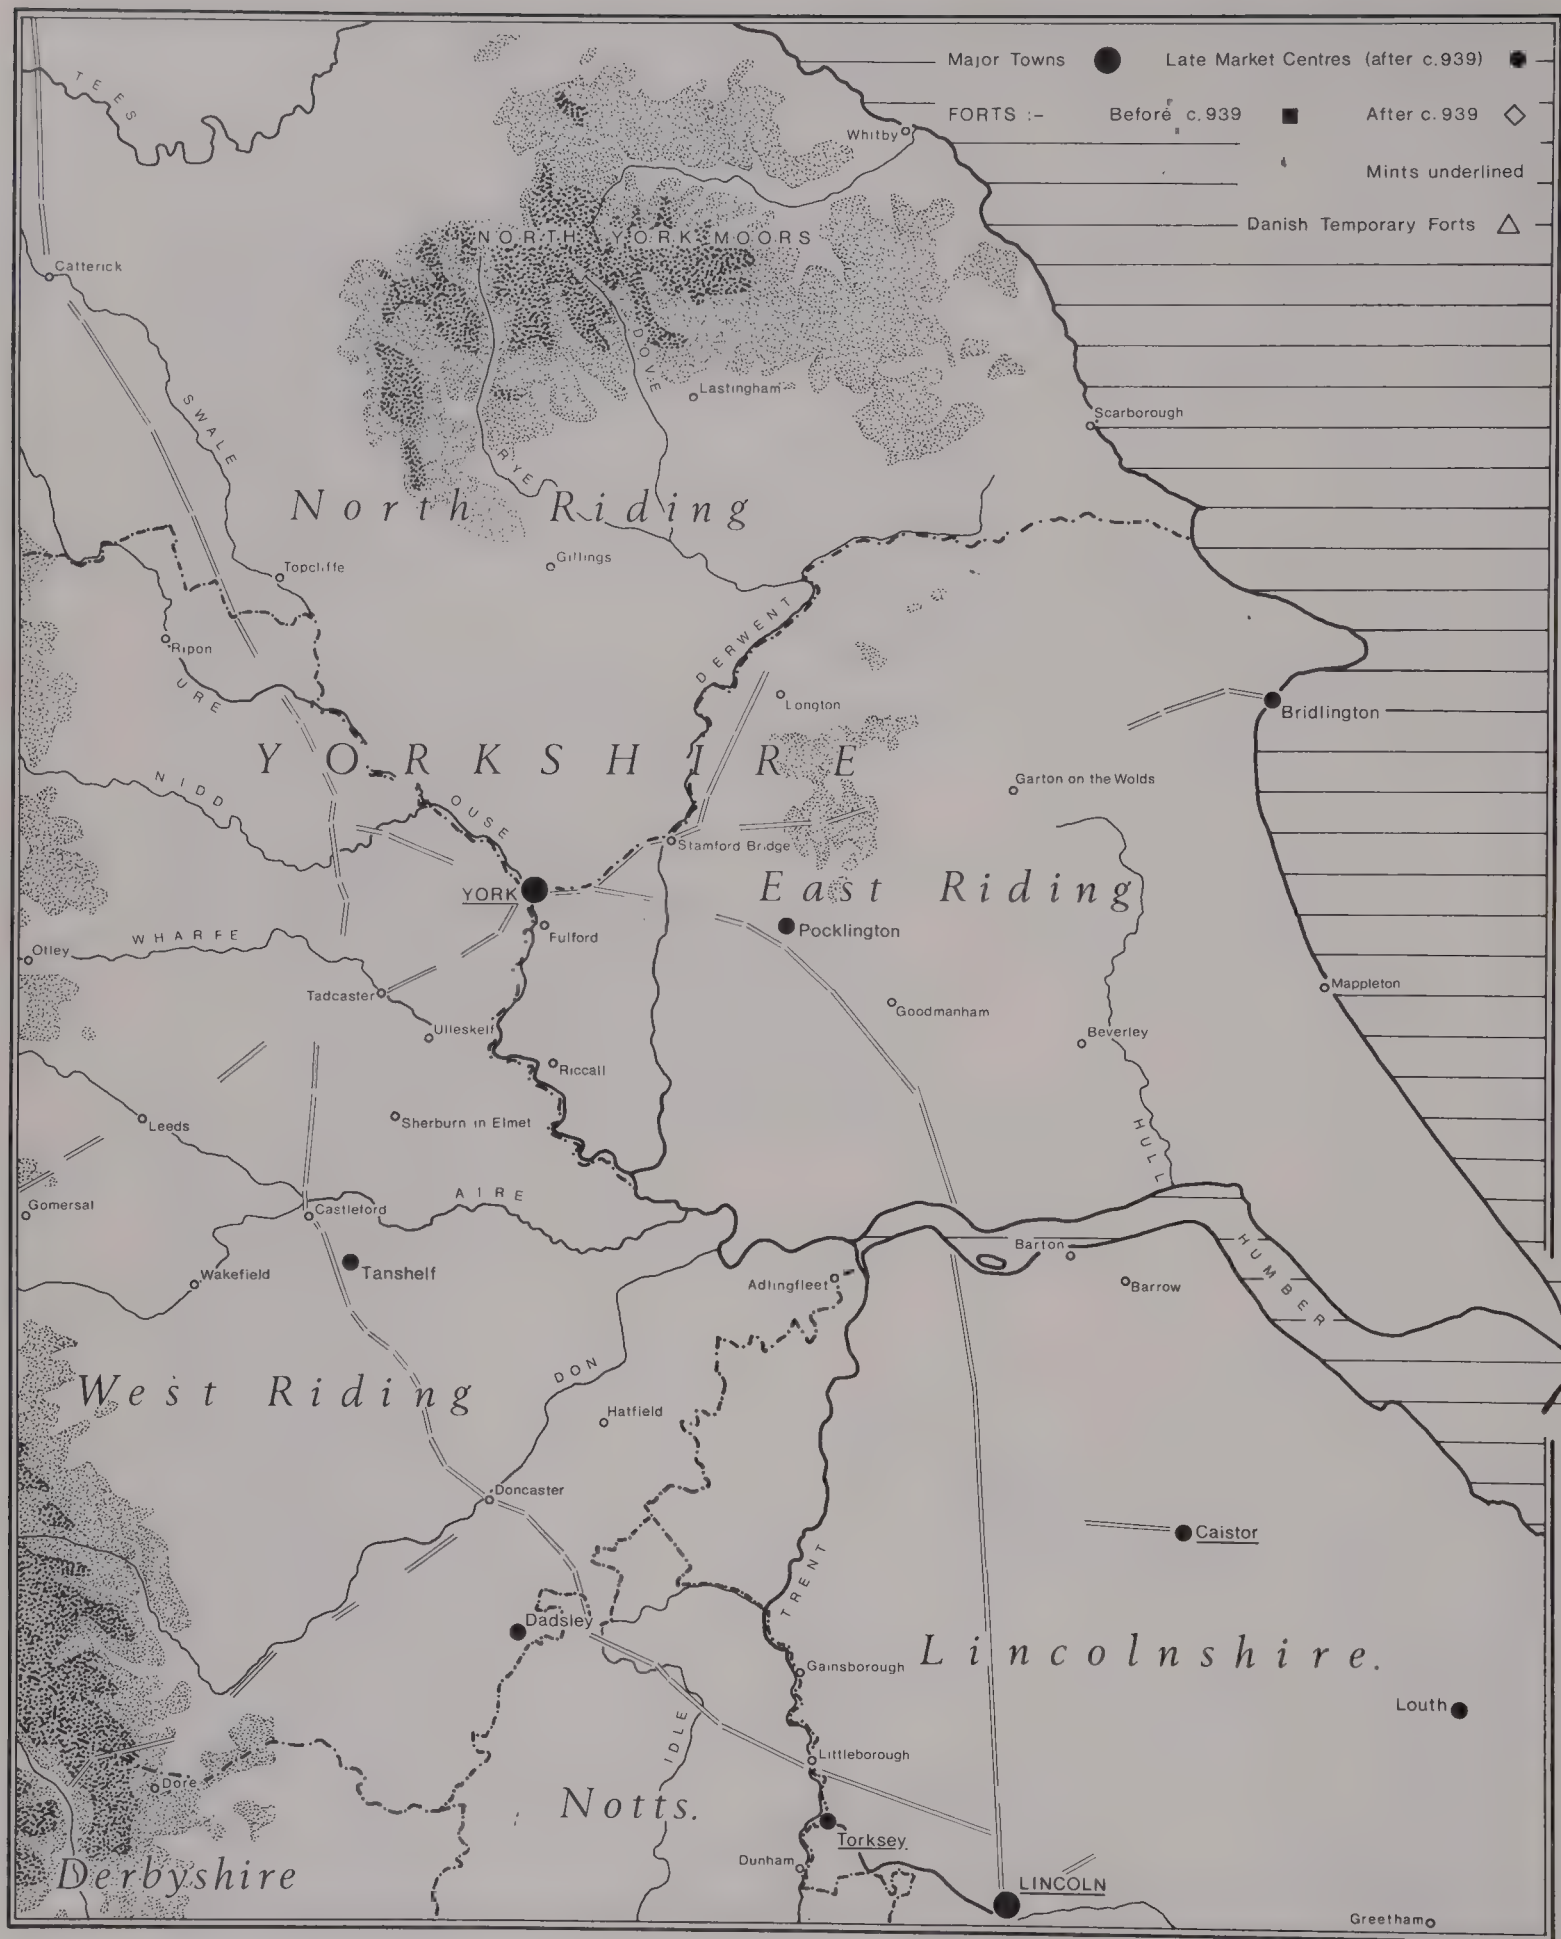 Major Towns
Late Market Centres (after c.939)
FORTS :-
Before c.939
After c.939
Mints underlined
Danish Temporary Forts
TEES
Whitby
NORTH YORK MOORS
Catterick
SWALE
DOVE
Lastingham
Scarborough
RYE
North Riding
Gillings
Topcliffe
Ripon
URE
DERWENT
Longton
Bridlington
YORKSHIRE
NIDD
OUSE
Garton on the Wolds
Stamford Bridge
YORK
East Riding
Fulford
Pocklington
WHARFE
Otley
Tadcaster
Mappleton
Goodmanham
Ulleskelf
Beverley
Riccall
Leeds
Sherburn in Elmet
HULL
AIRE
Gomersal
Castleford
Barton
HUMBER
Wakefield
Tanshelf
Adlingfleet
Barrow
DON
West Riding
Hatfield
Doncaster
Caistor
TRENT
Dadsley
Lincolnshire.
Gainsborough
Louth
IDLE
Littleborough
Dore
Notts.
Torksey
Dunham
Derbyshire
LINCOLN
Greetham